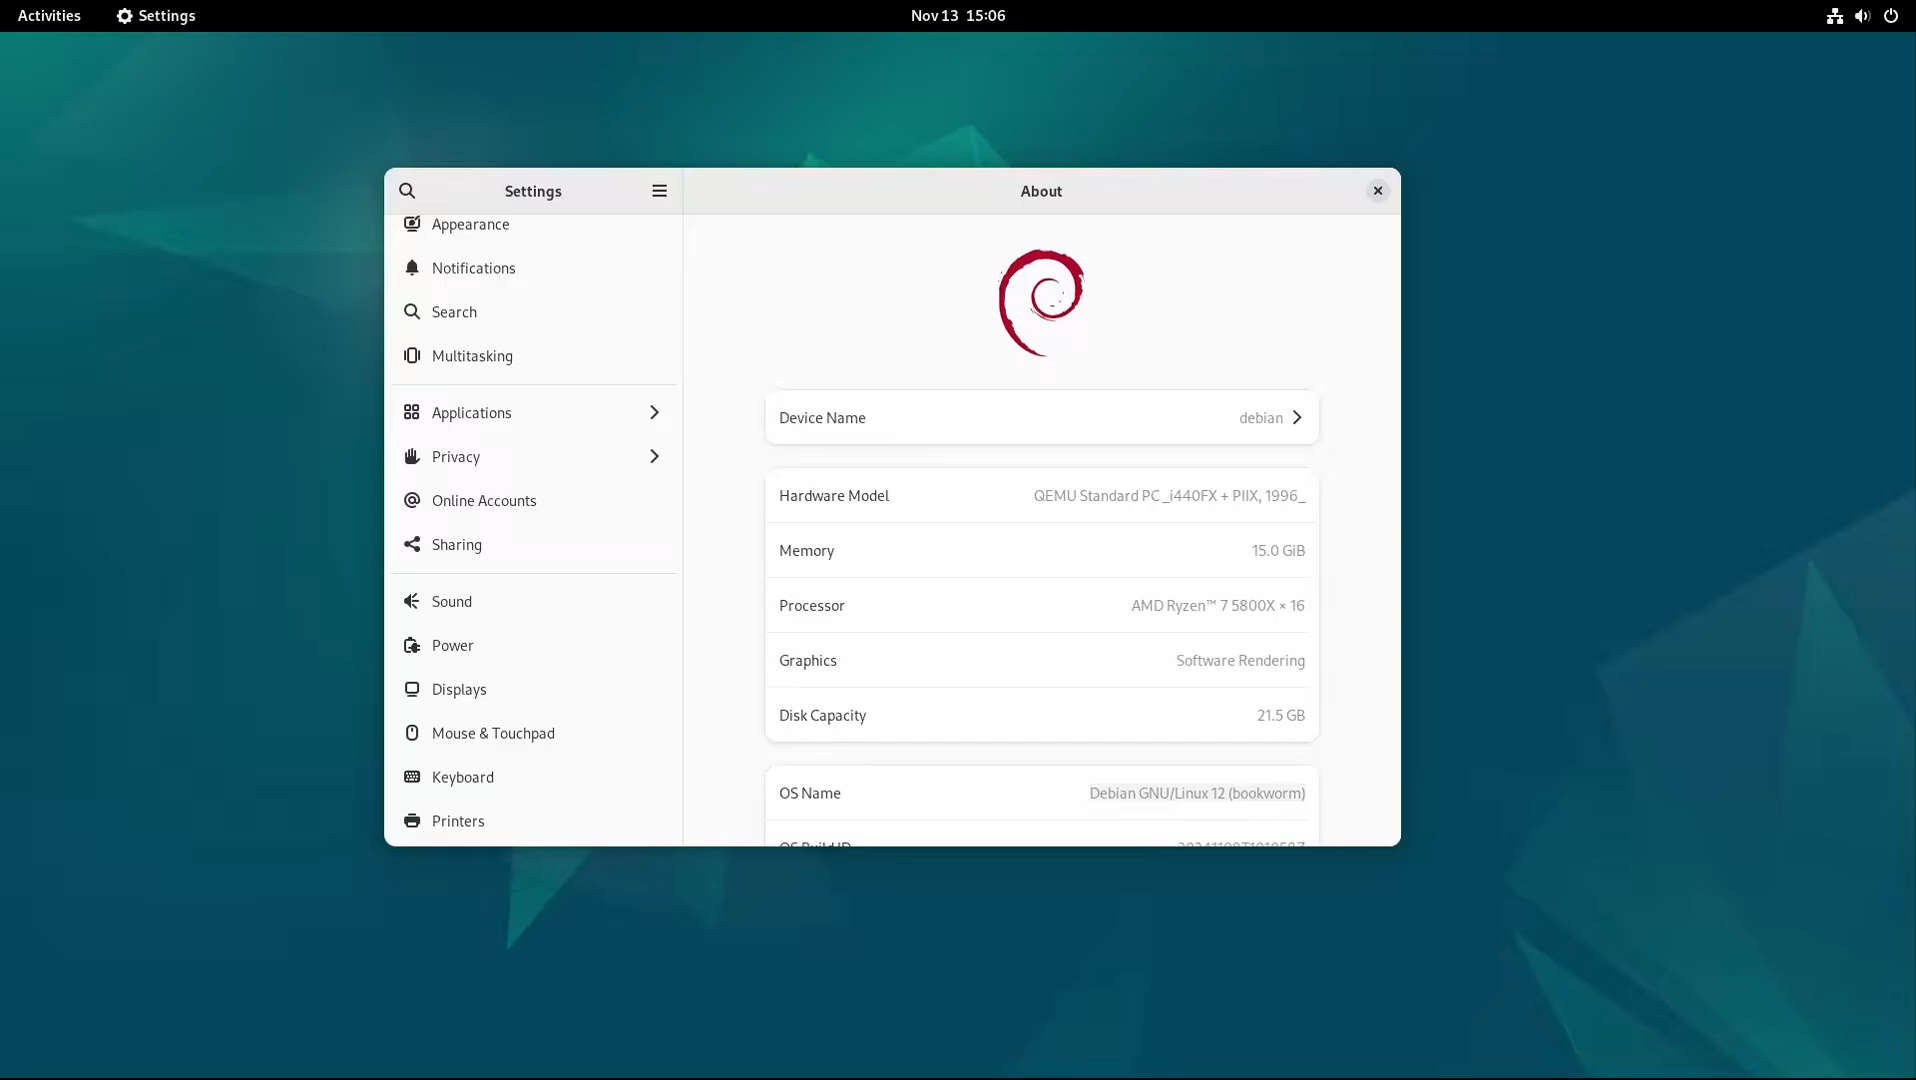 Activities
Settings
Nov 13 15:06
Settings
About
Appearance
Notifications
Search
Multitasking
Applications
Privacy
Online Accounts
Sharing
Sound
Power
Displays
Mouse & Touchpad
Keyboard
Printers
Device Name debian
Hardware Model QEMU Standard PC _i440FX + PIIX, 1996_
Memory 15.0 GiB
Processor AMD Ryzen™ 7 5800X × 16
Graphics Software Rendering
Disk Capacity 21.5 GB
OS Name Debian GNU/Linux 12 (bookworm)
OS Build ID